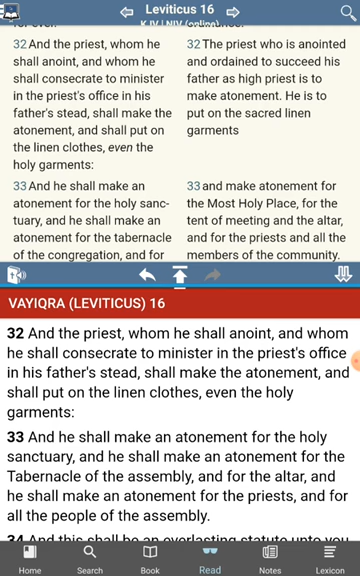 Leviticus 16
KJV | NIV (online)
32 And the priest, whom he
shall anoint, and whom he
shall consecrate to minister
in the priest's office in his
father's stead, shall make the
atonement, and shall put on
the linen clothes, even the
holy garments:
33 And he shall make an
atonement for the holy sanc-
tuary, and he shall make an
atonement for the tabernacle
of the congregation, and for
32 The priest who is anointed
and ordained to succeed his
father as high priest is to
make atonement. He is to
put on the sacred linen
garments
33 and make atonement for
the Most Holy Place, for the
tent of meeting and the altar,
and for the priests and all the
members of the community.
VAYIQRA (LEVITICUS) 16
32 And the priest, whom he shall anoint, and whom
he shall consecrate to minister in the priest's office
in his father's stead, shall make the atonement, and
shall put on the linen clothes, even the holy
garments:
33 And he shall make an atonement for the holy
sanctuary, and he shall make an atonement for the
Tabernacle of the assembly, and for the altar, and
he shall make an atonement for the priests, and for
all the people of the assembly.
34 And this shall be an everlasting statute unto you
Home
Search
Book
Read
Notes
Lexicon